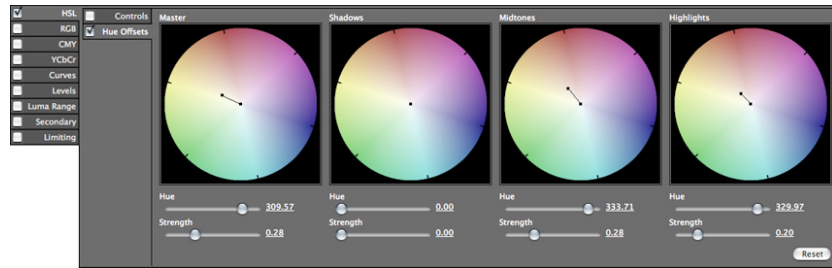 HSL
RGB
CMY
YCbCr
Curves
Levels
Luma Range
Secondary
Limiting
Controls
Hue Offsets
Master
Shadows
Midtones
Highlights
Hue
309.57
Strength
0.28
Hue
0.00
Strength
0.00
Hue
333.71
Strength
0.28
Hue
329.97
Strength
0.20
Reset